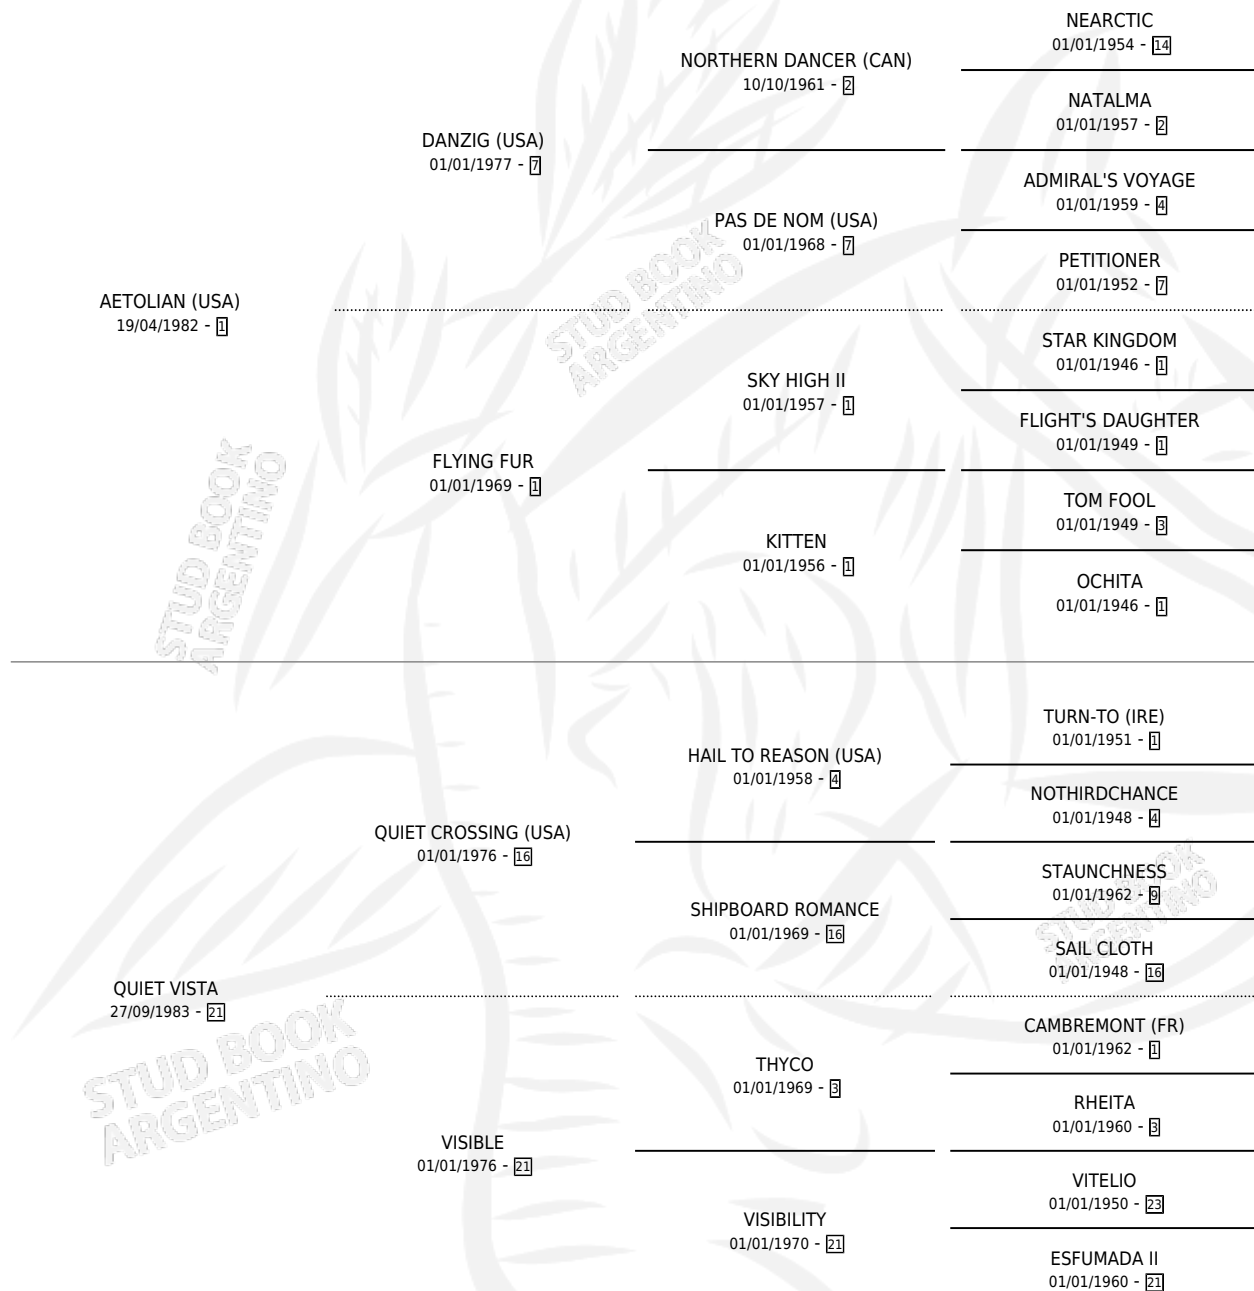 NEARCTIC
01/01/1954 - 14
NORTHERN DANCER (CAN)
10/10/1961 - 2
NATALMA
01/01/1957 - 2
DANZIG (USA)
01/01/1977 - 7
ADMIRAL'S VOYAGE
01/01/1959 - 4
PAS DE NOM (USA)
01/01/1968 - 7
PETITIONER
01/01/1952 - 7
AETOLIAN (USA)
19/04/1982 - 1
STAR KINGDOM
01/01/1946 - 1
SKY HIGH II
01/01/1957 - 1
FLIGHT'S DAUGHTER
01/01/1949 - 1
FLYING FUR
01/01/1969 - 1
TOM FOOL
01/01/1949 - 3
KITTEN
01/01/1956 - 1
OCHITA
01/01/1946 - 1
TURN-TO (IRE)
01/01/1951 - 1
HAIL TO REASON (USA)
01/01/1958 - 4
NOTHIRDCHANCE
01/01/1948 - 4
QUIET CROSSING (USA)
01/01/1976 - 16
STAUNCHNESS
01/01/1962 - 9
SHIPBOARD ROMANCE
01/01/1969 - 16
SAIL CLOTH
01/01/1948 - 16
QUIET VISTA
27/09/1983 - 21
CAMBREMONT (FR)
01/01/1962 - 1
THYCO
01/01/1969 - 3
RHEITA
01/01/1960 - 3
VISIBLE
01/01/1976 - 21
VITELIO
01/01/1950 - 23
VISIBILITY
01/01/1970 - 21
ESFUMADA II
01/01/1960 - 21
STUD BOOK
ARGENTINO
STUD BOOK
ARGENTINO
STUD BOOK
ARGENTINO
STUD BOOK
ARGENTINO